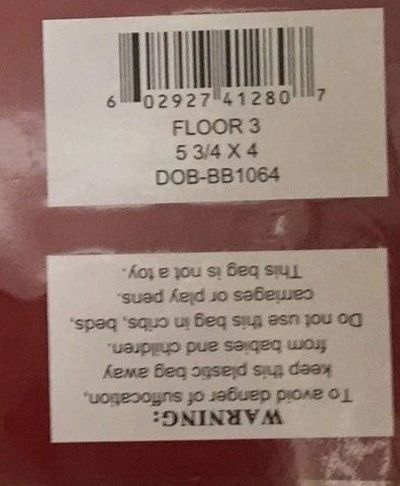 6 02927 41280 7
FLOOR 3
5 3/4 X 4
DOB-BB1064
WARNING:
To avoid danger of suffocation,
keep this plastic bag away
from babies and children.
Do not use this bag in cribs, beds,
carriages or play pens.
This bag is not a toy.